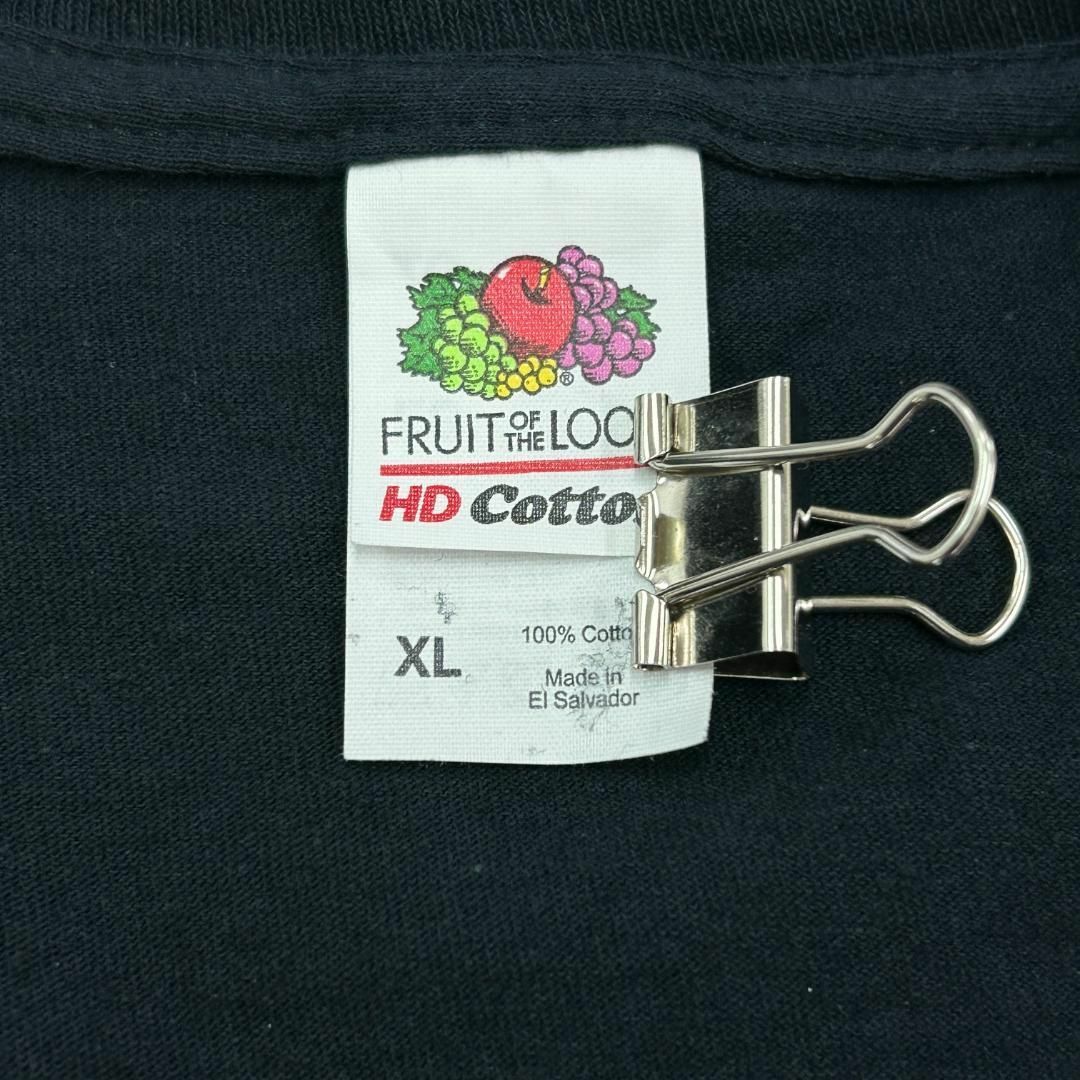 ®
FRUIT OF THE LOO
HD Cotto
XL
100% Cotto
Made In
El Salvador